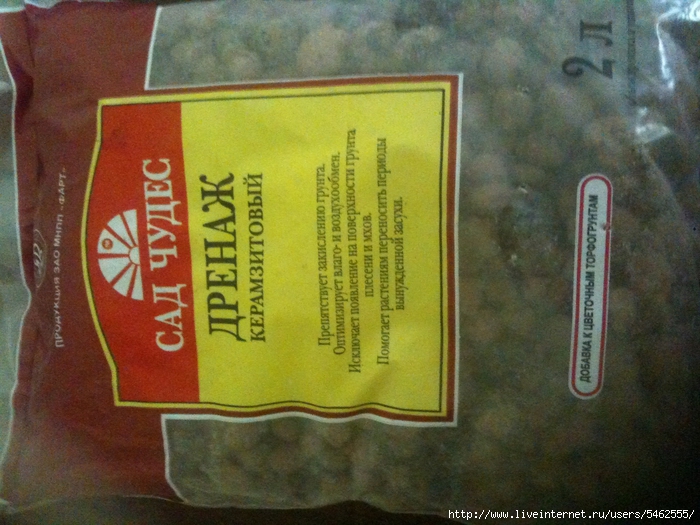 ПРОДУКЦИЯ ЗАО МНПП «ФАРТ»
САД ЧУДЕС
ДРЕНАЖ
КЕРАМЗИТОВЫЙ
Препятствует закислению грунта.
Оптимизирует влаго- и воздухообмен.
Исключает появление на поверхности грунта
плесени и мхов.
Помогает растениям переносить периоды
вынужденной засухи.
2 л
ДОБАВКА К ЦВЕТОЧНЫМ ТОРФОГРУНТАМ
http://www.liveinternet.ru/users/5462555/